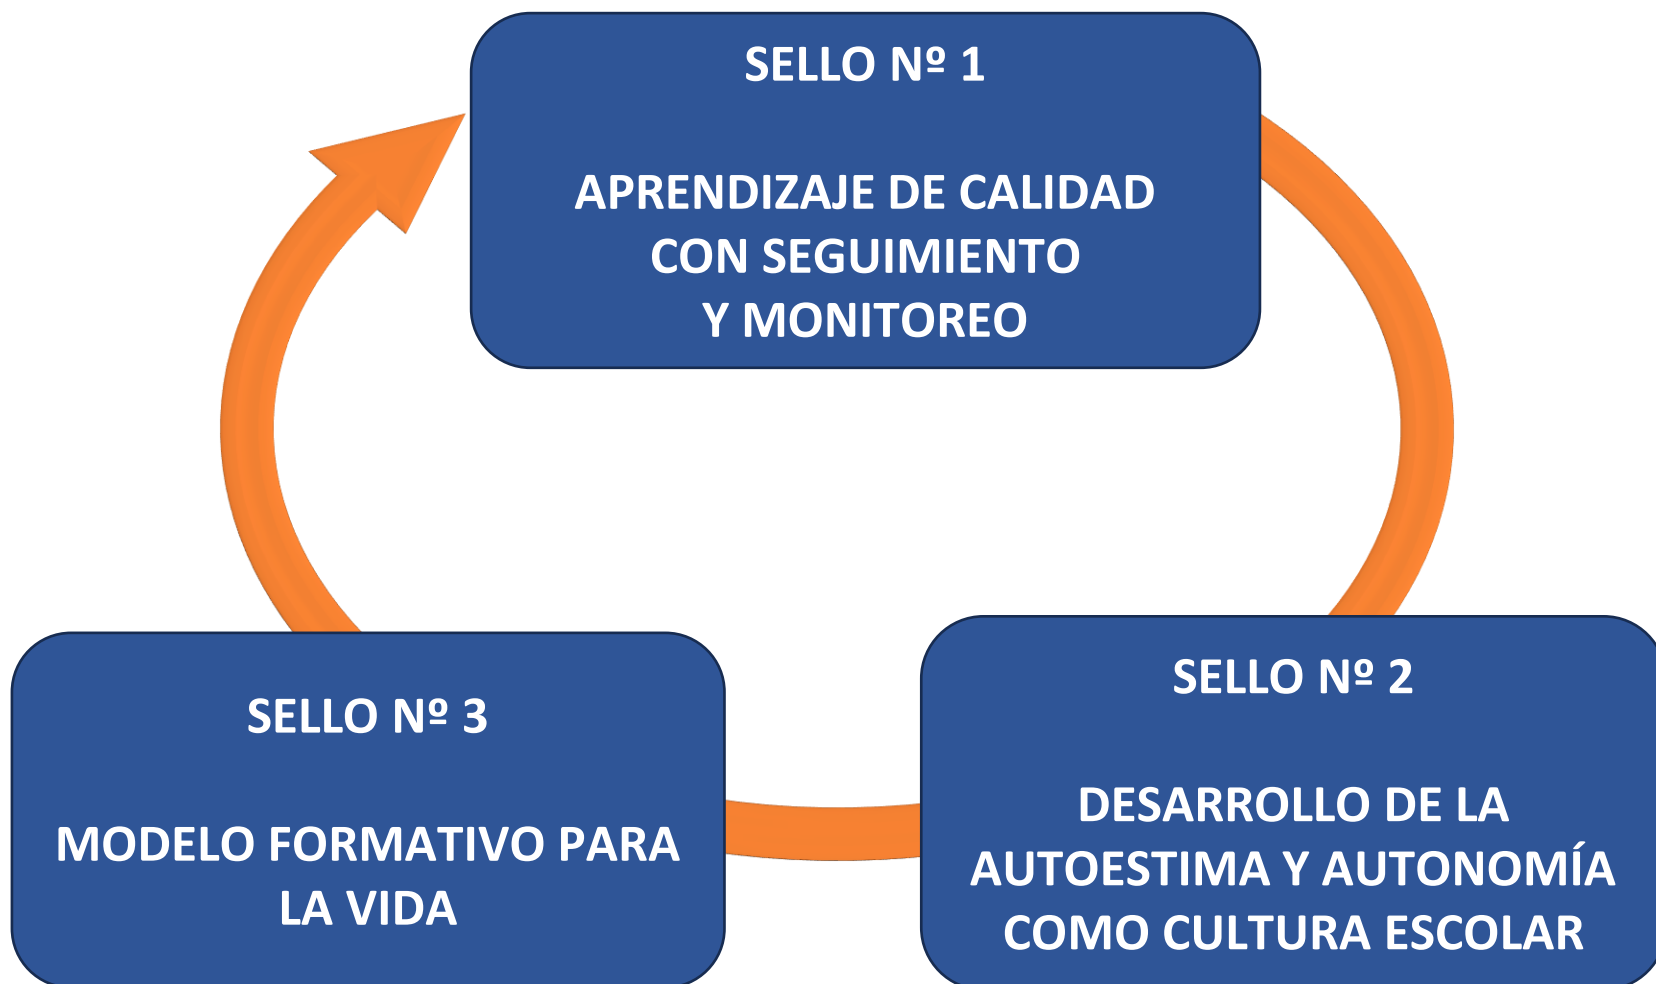 SELLO Nº 1
APRENDIZAJE DE CALIDAD
CON SEGUIMIENTO
Y MONITOREO
SELLO Nº 2
DESARROLLO DE LA
AUTOESTIMA Y AUTONOMÍA
COMO CULTURA ESCOLAR
SELLO Nº 3
MODELO FORMATIVO PARA
LA VIDA